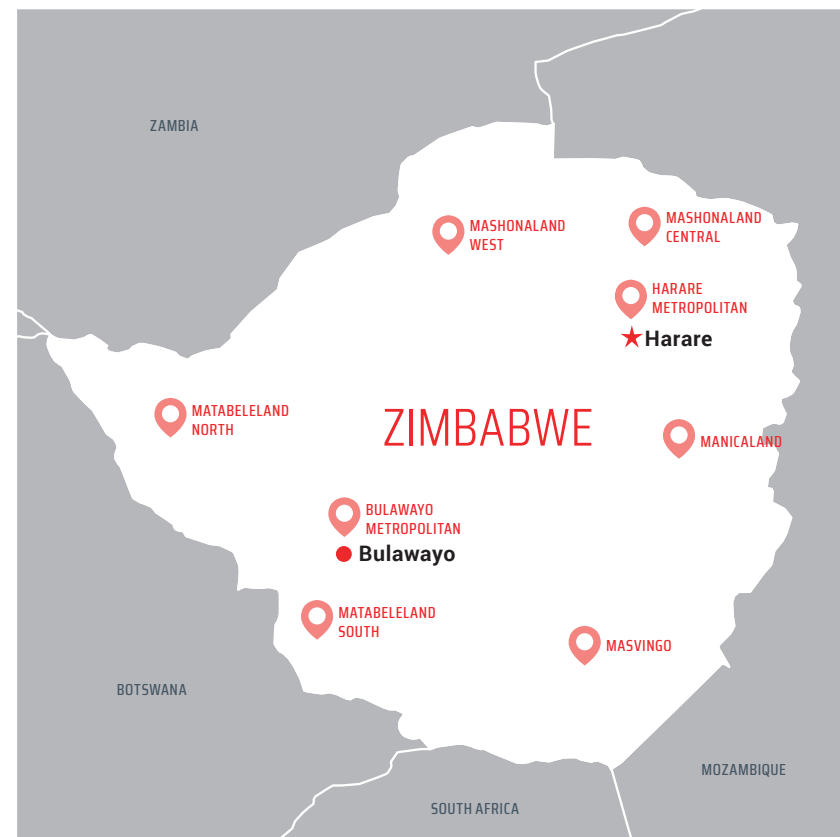 ZAMBIA
MASHONALAND
WEST
MASHONALAND
CENTRAL
HARARE
METROPOLITAN
Harare
MATABELELAND
NORTH
ZIMBABWE
MANICALAND
BULAWAYO
METROPOLITAN
Bulawayo
MATABELELAND
SOUTH
MASVINGO
BOTSWANA
MOZAMBIQUE
SOUTH AFRICA